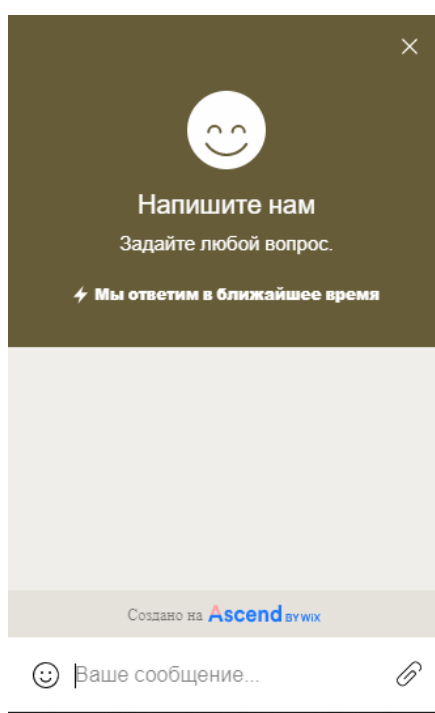 Напишите нам
Задайте любой вопрос.
Мы ответим в ближайшее время
Создано на Ascend BY WIX
Ваше сообщение...